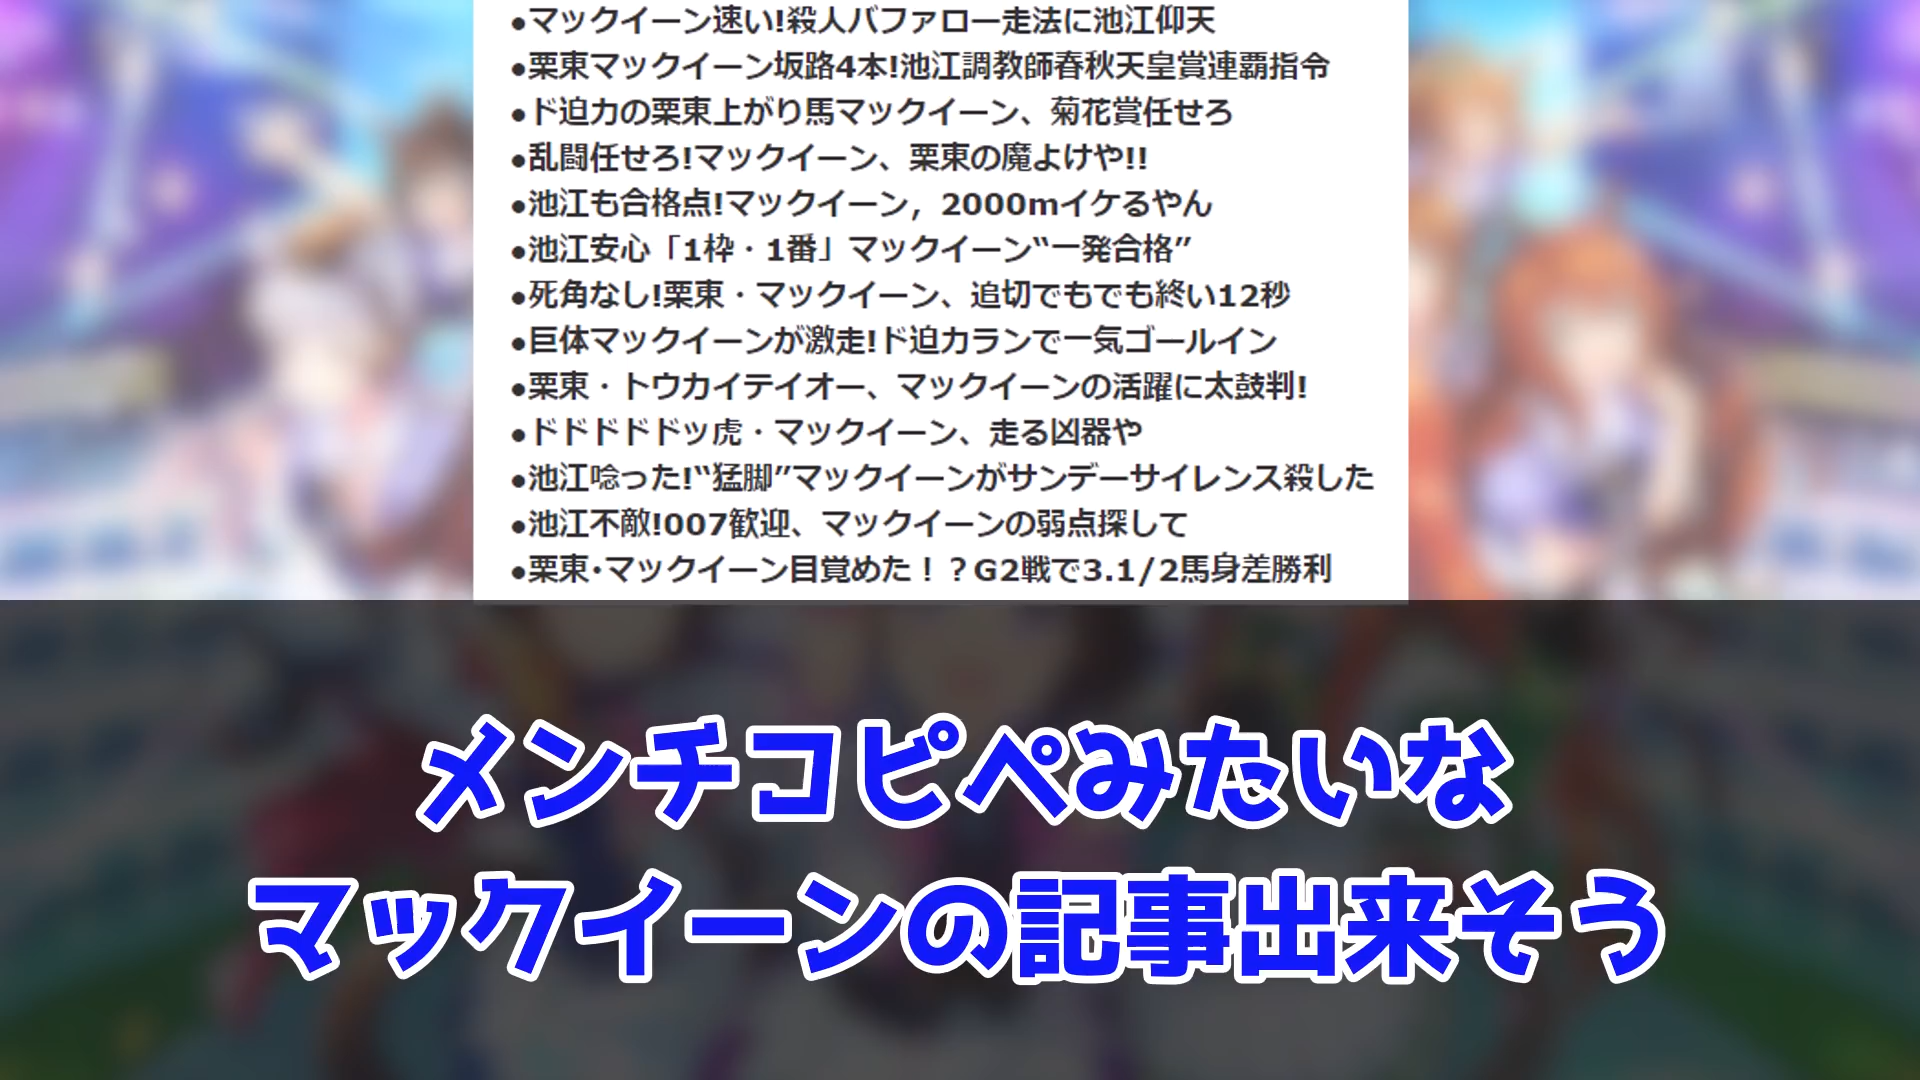 ●マックイーン速い!殺人バファロー走法に池江仰天
●栗東マックイーン坂路4本!池江調教師春秋天皇賞連覇指令
●ド迫力の栗東上がり馬マックイーン、菊花賞任せろ
●乱闘任せろ!マックイーン、栗東の魔よけや!!
●池江も合格点!マックイーン，2000mイケるやん
●池江安心「1枠・1番」マックイーン“一発合格”
●死角なし!栗東・マックイーン、追切でもでも終い12秒
●巨体マックイーンが激走!ド迫力ランで一気ゴールイン
●栗東・トウカイテイオー、マックイーンの活躍に太鼓判!
●ドドドドドッ虎・マックイーン、走る凶器や
●池江唸った!“猛脚”マックイーンがサンデーサイレンス殺した
●池江不敵!007歓迎、マックイーンの弱点探して
●栗東･マックイーン目覚めた！？G2戦で3.1/2馬身差勝利
メンチコピペみたいな
マックイーンの記事出来そう